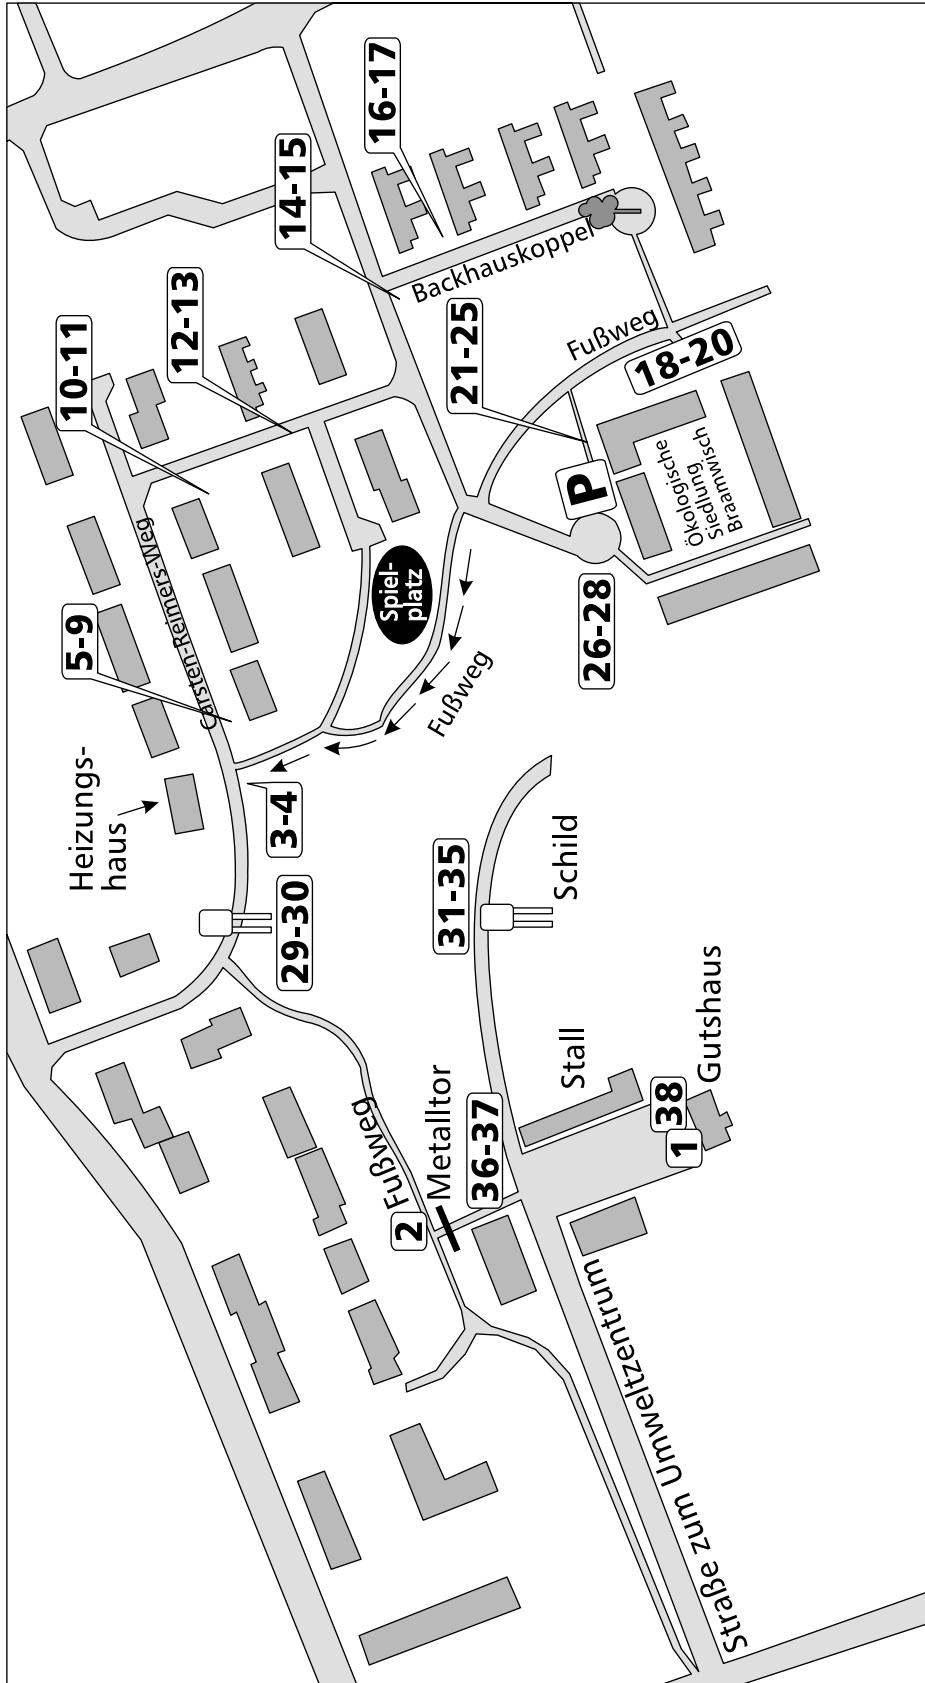 16-17
14-15
Backhauskoppel
12-13
10-11
21-25
Fußweg
18-20
Ökologische
Siedlung
Braamwisch
P
Carsten-Reimers-Weg
Spiel-
platz
5-9
26-28
Fußweg
Heizungs-
haus
3-4
29-30
31-35
Schild
Fußweg
Metalltor
2
36-37
Stall
Gutshaus
38
1
Straße zum Umweltzentrum